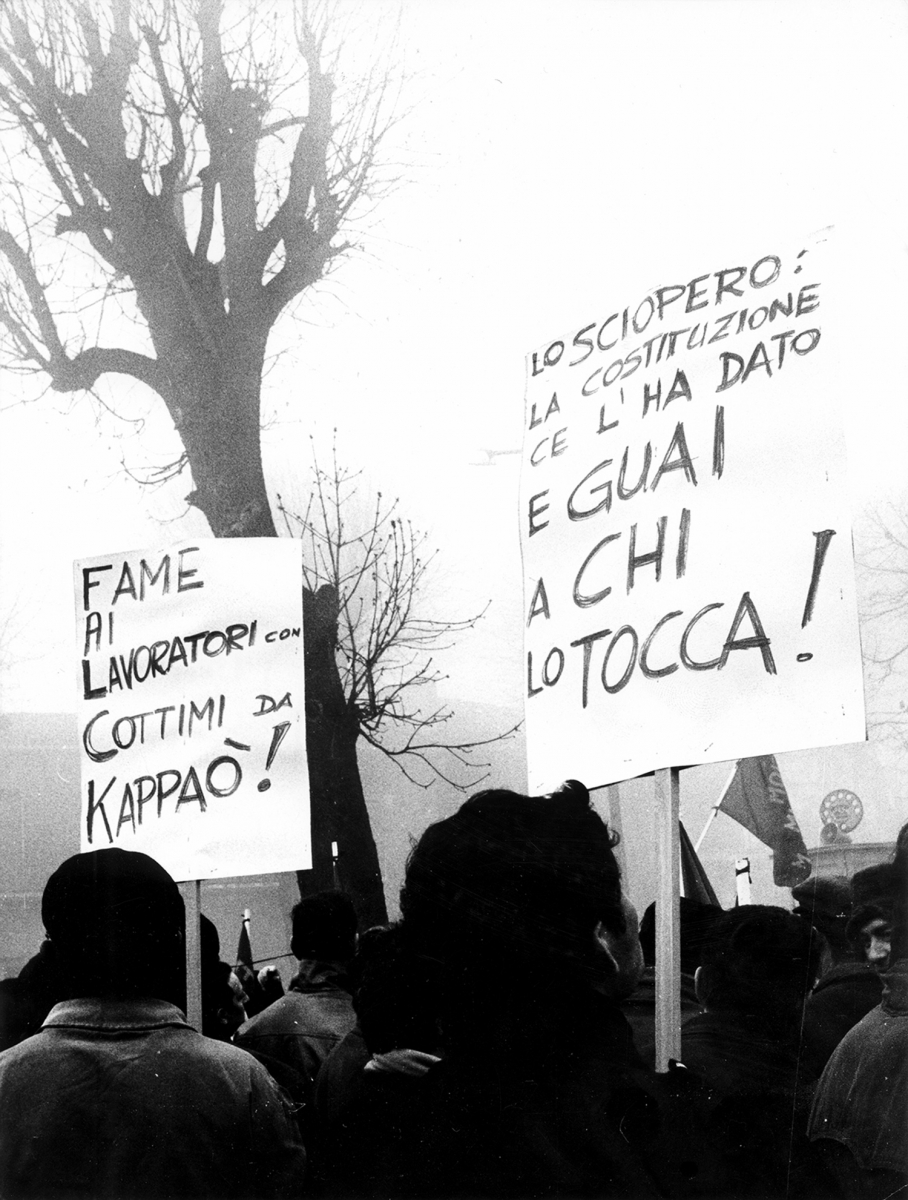 FAME
AI
LAVORATORI CON
COTTIMI DA
KAPPAÒ!
LO SCIOPERO:
LA COSTITUZIONE
CE L'HA DATO
E GUAI
A CHI
LO TOCCA!